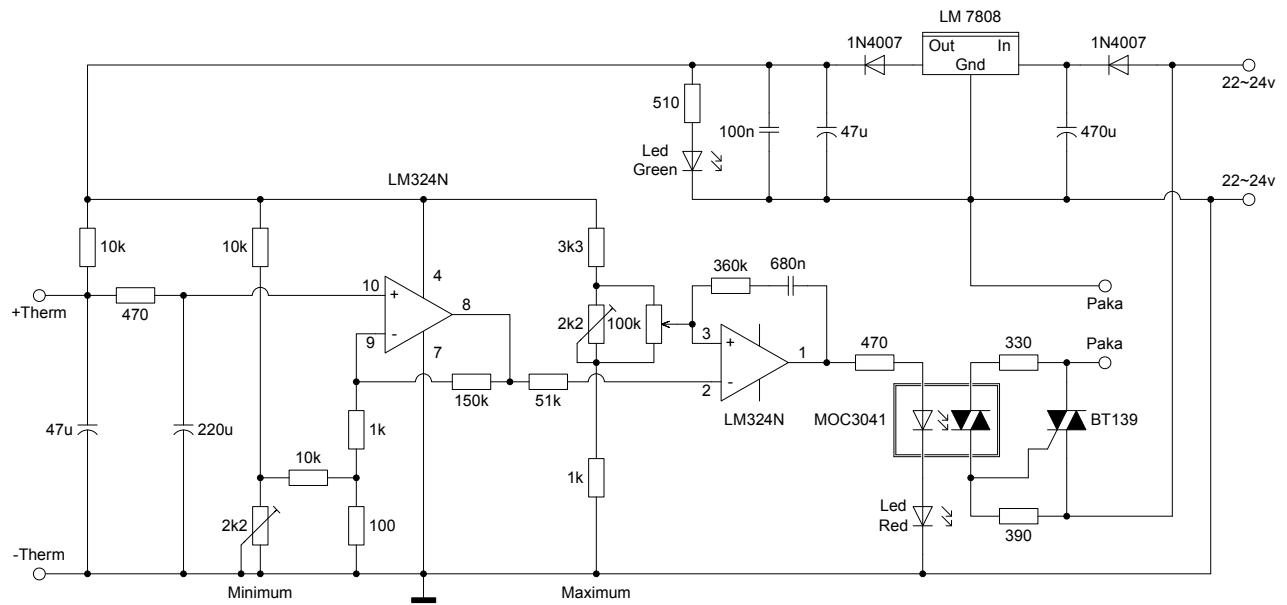 LM 7808
1N4007
Out
In
1N4007
Gnd
22~24v
510
100n
47u
470u
Led
Green
LM324N
22~24v
10k
10k
3k3
360k
680n
4
10
+
8
Paka
+Therm
470
2k2
100k
3
+
-
9
7
1
470
330
Paka
-
2
150k
51k
LM324N
MOC3041
BT139
47u
220u
1k
10k
1k
2k2
100
Led
Red
390
-Therm
Minimum
Maximum